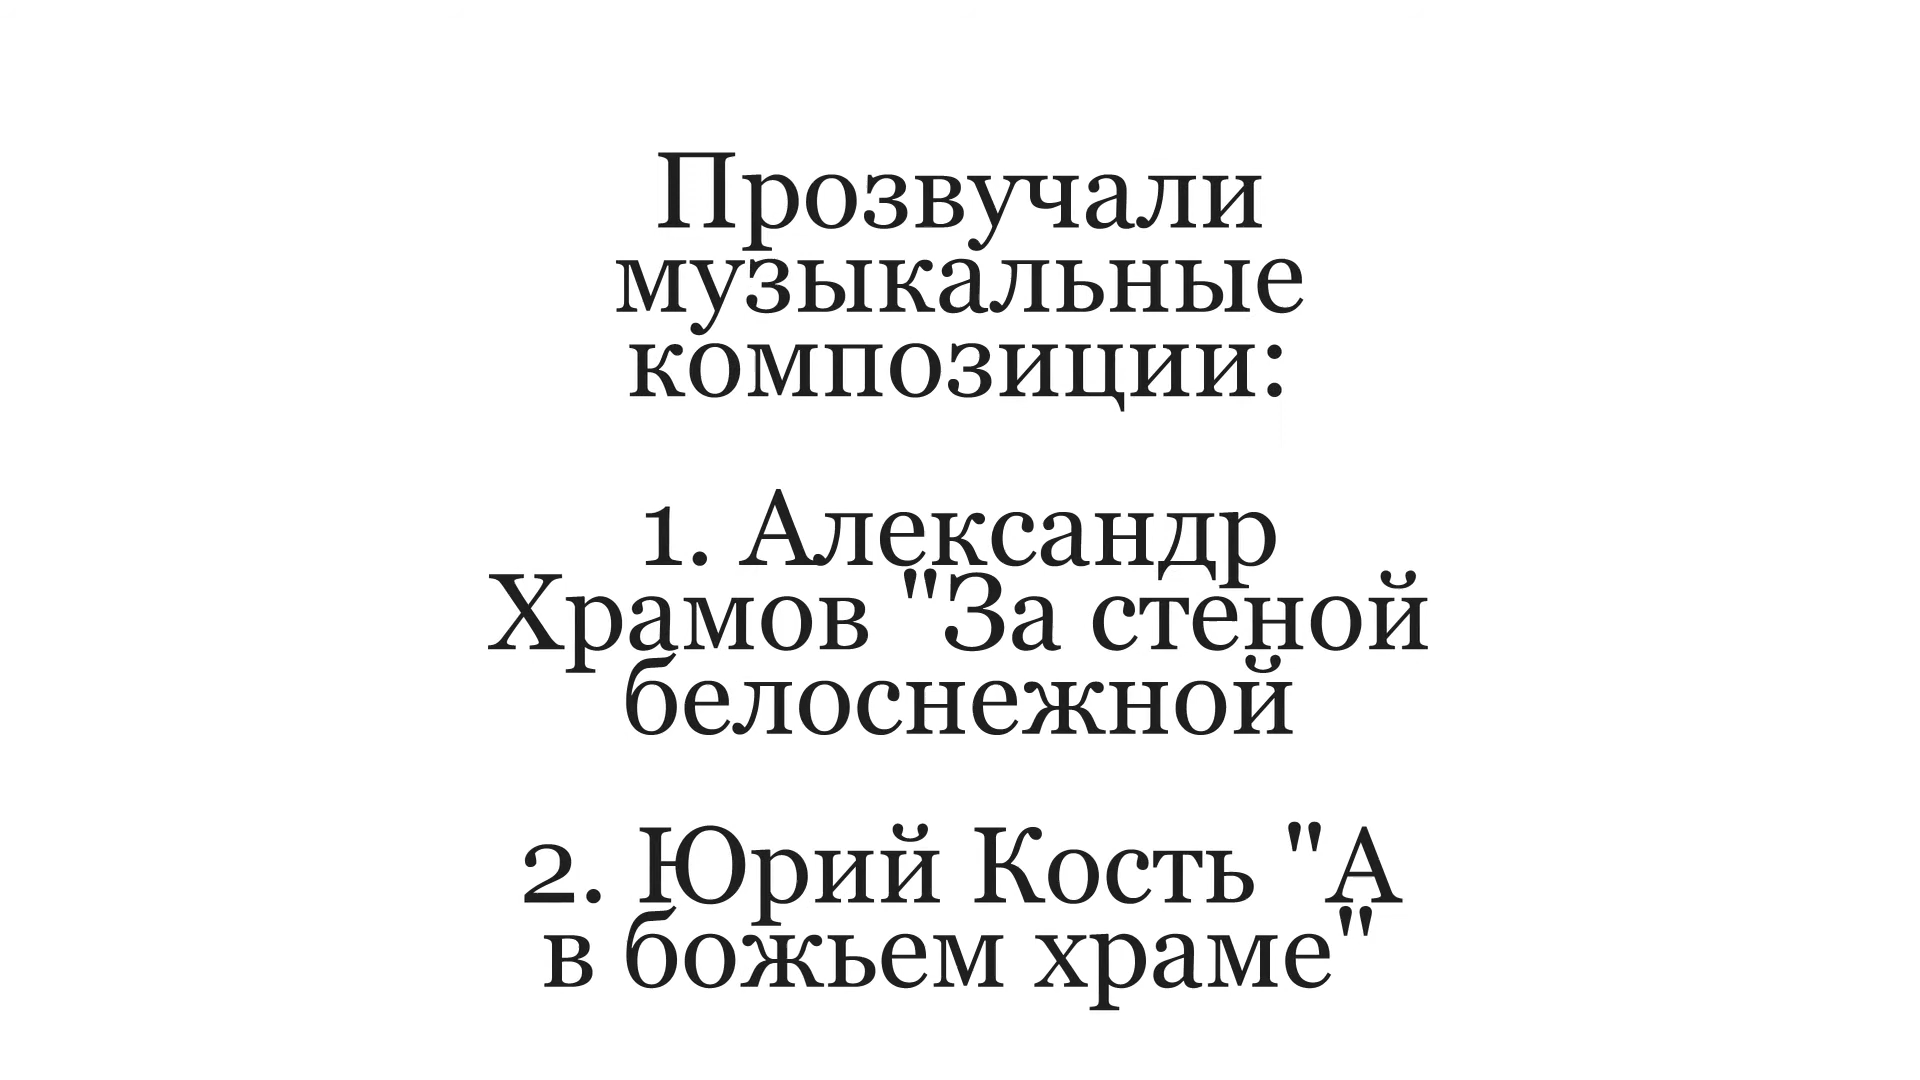 Прозвучали
музыкальные
композиции:
1. Александр
Храмов "За стеной
белоснежной
2. Юрий Кость "А
в божьем храме"